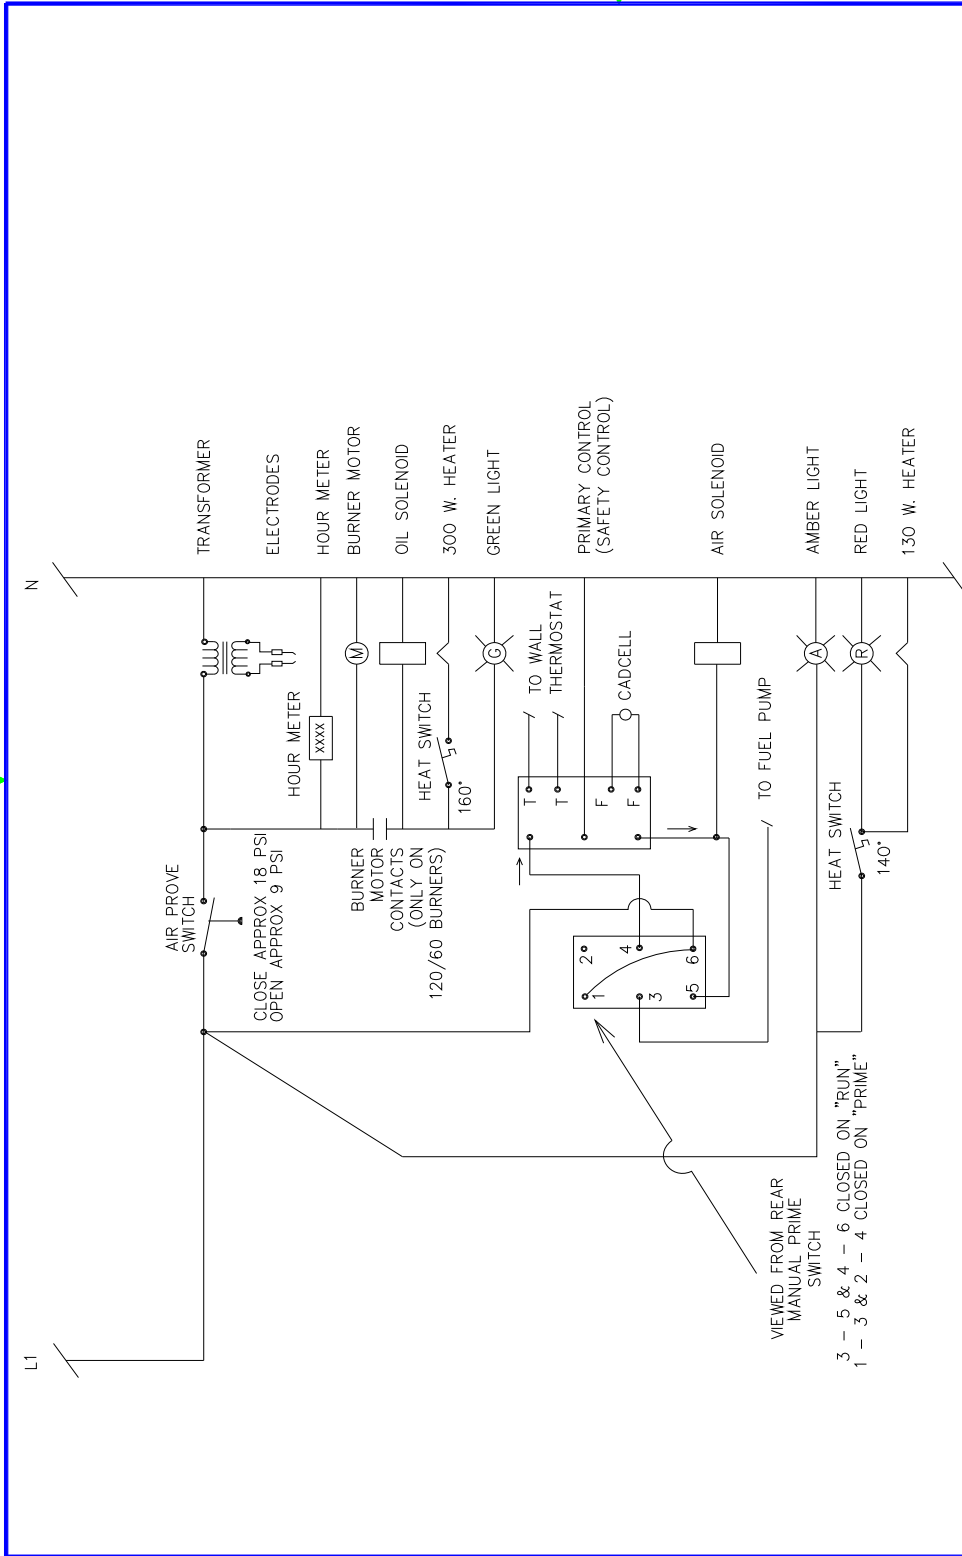 L1
N
AIR PROVE
SWITCH
CLOSE APPROX 18 PSI
OPEN APPROX 9 PSI
TRANSFORMER
ELECTRODES
HOUR METER
XXXX
HOUR METER
M
BURNER MOTOR
BURNER
MOTOR
CONTACTS
(ONLY ON
120/60 BURNERS)
OIL SOLENOID
HEAT SWITCH
160°
300 W. HEATER
G
GREEN LIGHT
T
T
F
F
TO WALL
THERMOSTAT
CADCELL
PRIMARY CONTROL
(SAFETY CONTROL)
1
2
3
4
5
6
AIR SOLENOID
TO FUEL PUMP
A
AMBER LIGHT
HEAT SWITCH
140°
R
RED LIGHT
130 W. HEATER
VIEWED FROM REAR
MANUAL PRIME
SWITCH
3 - 5 & 4 - 6 CLOSED ON "RUN"
1 - 3 & 2 - 4 CLOSED ON "PRIME"